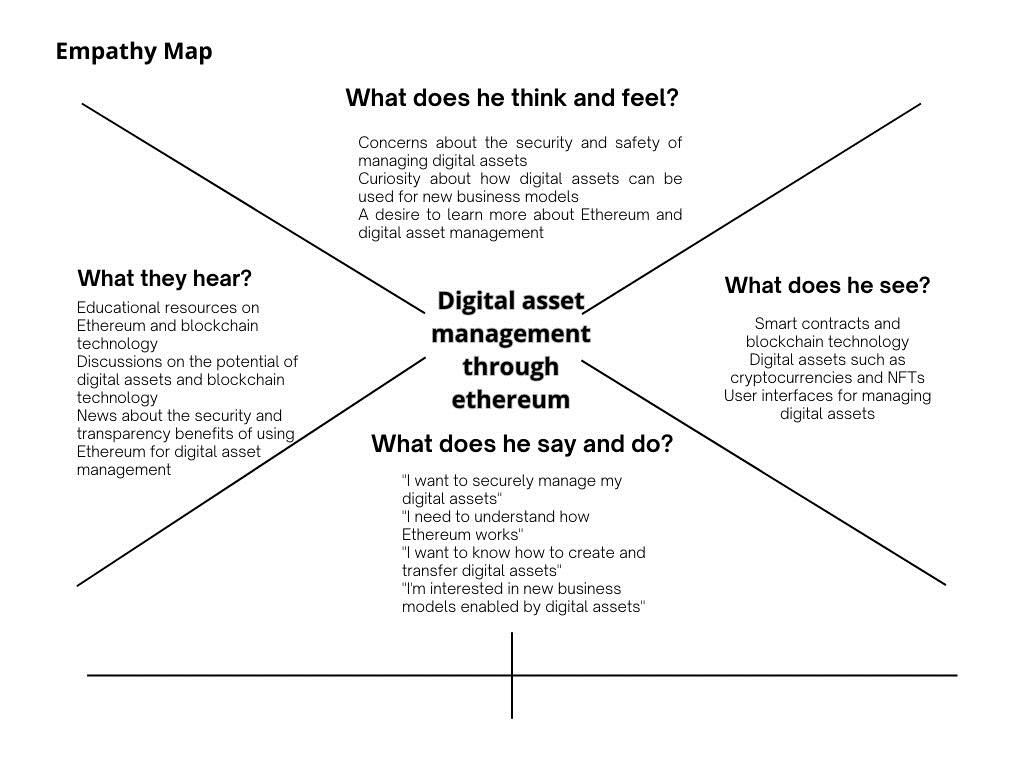 Empathy Map
What does he think and feel?
Concerns about the security and safety of
managing digital assets
Curiosity about how digital assets can be
used for new business models
A desire to learn more about Ethereum and
digital asset management
What they hear?
Educational resources on
Ethereum and blockchain
technology
Discussions on the potential of
digital assets and blockchain
technology
News about the security and
transparency benefits of using
Ethereum for digital asset
management
Digital asset
management
through
ethereum
What does he see?
Smart contracts and
blockchain technology
Digital assets such as
cryptocurrencies and NFTs
User interfaces for managing
digital assets
What does he say and do?
"I want to securely manage my
digital assets"
"I need to understand how
Ethereum works"
"I want to know how to create and
transfer digital assets"
"I'm interested in new business
models enabled by digital assets"